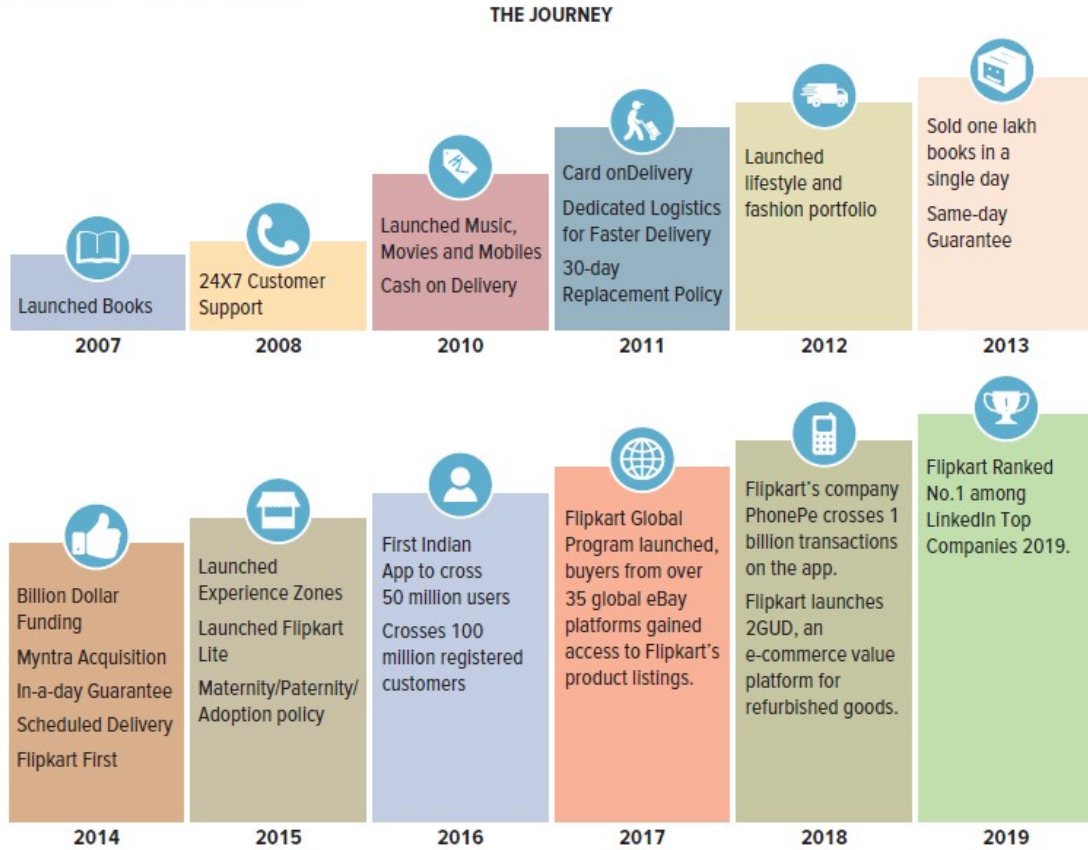 THE JOURNEY
Launched Books
2007
24X7 Customer
Support
2008
Launched Music,
Movies and Mobiles
Cash on Delivery
2010
Card onDelivery
Dedicated Logistics
for Faster Delivery
30-day
Replacement Policy
2011
Launched
lifestyle and
fashion portfolio
2012
Sold one lakh
books in a
single day
Same-day
Guarantee
2013
Billion Dollar
Funding
Myntra Acquisition
In-a-day Guarantee
Scheduled Delivery
Flipkart First
2014
Launched
Experience Zones
Launched Flipkart
Lite
Maternity/Paternity/
Adoption policy
2015
First Indian
App to cross
50 million users
Crosses 100
million registered
customers
2016
Flipkart Global
Program launched,
buyers from over
35 global eBay
platforms gained
access to Flipkart's
product listings.
2017
Flipkart's company
PhonePe crosses 1
billion transactions
on the app.
Flipkart launches
2GUD, an
e-commerce value
platform for
refurbished goods.
2018
Flipkart Ranked
No.1 among
LinkedIn Top
Companies 2019.
2019